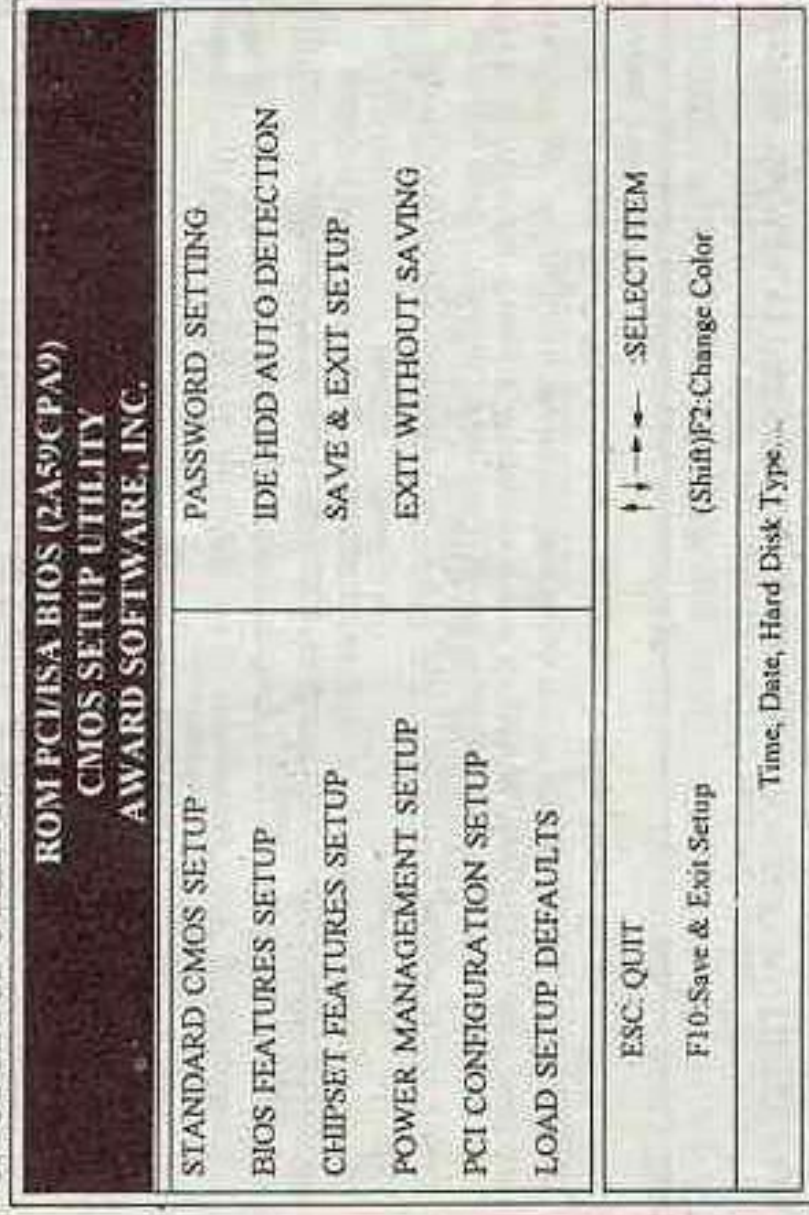 ROM PCI/ISA BIOS (2A59CPA9)
CMOS SETUP UTILITY
AWARD SOFTWARE, INC.
STANDARD CMOS SETUP
BIOS FEATURES SETUP
CHIPSET FEATURES SETUP
POWER MANAGEMENT SETUP
PCI CONFIGURATION SETUP
LOAD SETUP DEFAULTS
PASSWORD SETTING
IDE HDD AUTO DETECTION
SAVE & EXIT SETUP
EXIT WITHOUT SAVING
ESC: QUIT
↑↓→← :SELECT ITEM
F10:Save & Exit Setup
(Shift)F2:Change Color
Time, Date, Hard Disk Type...